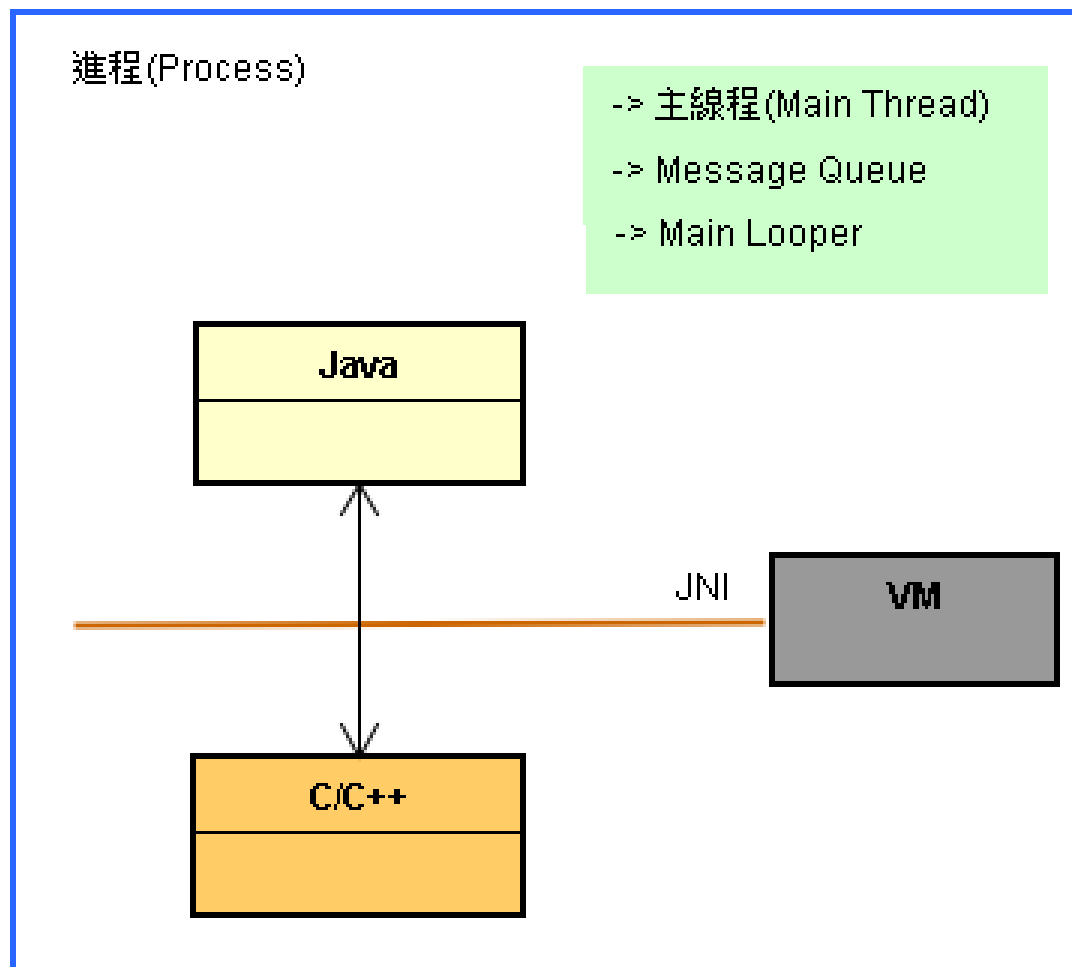 進程(Process)
-> 主線程(Main Thread)
-> Message Queue
-> Main Looper
Java
JNI
VM
C/C++